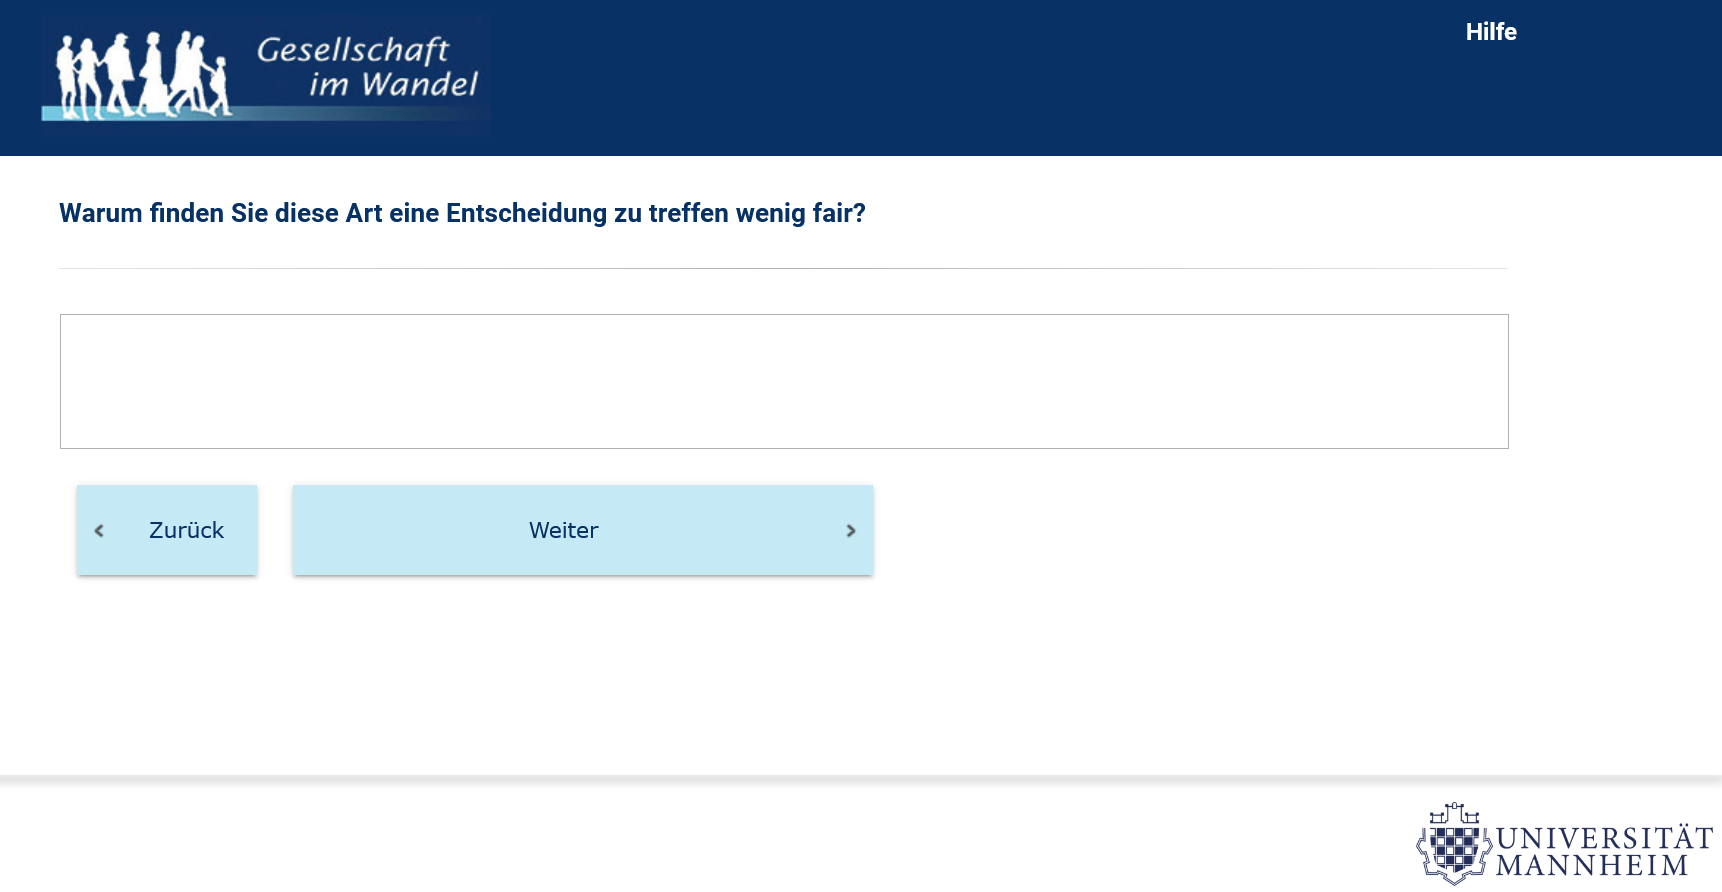 Gesellschaft
im Wandel
Hilfe
Warum finden Sie diese Art eine Entscheidung zu treffen wenig fair?
Zurück
Weiter
UNIVERSITÄT
MANNHEIM